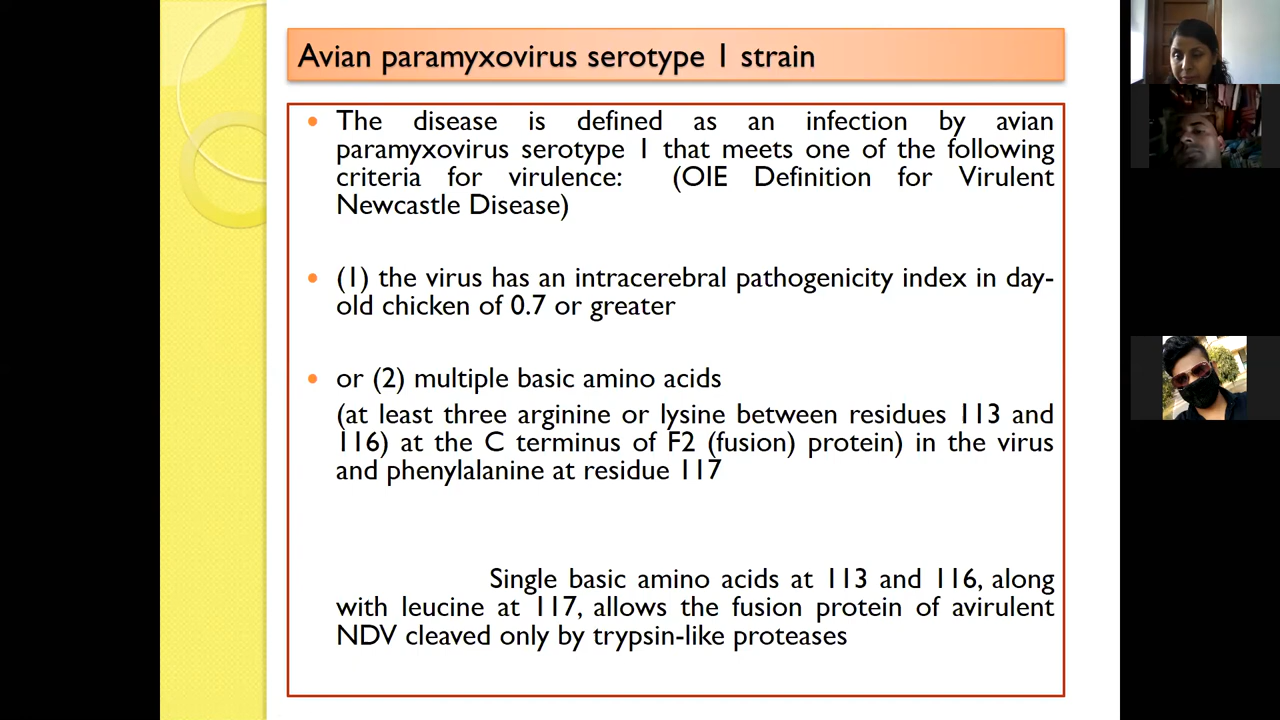 Avian paramyxovirus serotype 1 strain
The disease is defined as an infection by avian
paramyxovirus serotype 1 that meets one of the following
criteria for virulence: (OIE Definition for Virulent
Newcastle Disease)
(1) the virus has an intracerebral pathogenicity index in day-
old chicken of 0.7 or greater
or (2) multiple basic amino acids
(at least three arginine or lysine between residues 113 and
116) at the C terminus of F2 (fusion) protein) in the virus
and phenylalanine at residue 117
Single basic amino acids at 113 and 116, along
with leucine at 117, allows the fusion protein of avirulent
NDV cleaved only by trypsin-like proteases